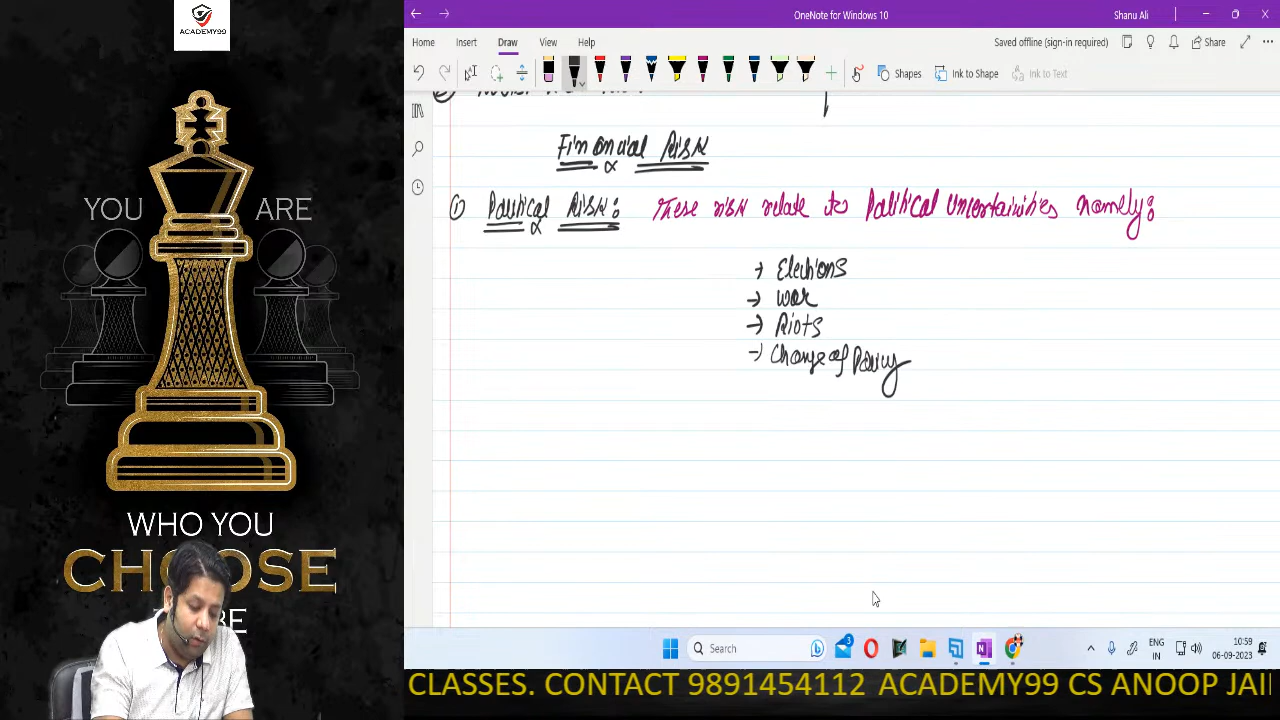 ACADEMY99
YOU ARE
WHO YOU
CHOOSE
BE
OneNote for Windows 10
Shanu Ali
Home Insert Draw View Help
Saved offline (sign-in required)
Share
Shapes Ink to Shape Ink to Text
Financial Risk
① Political Risk: These risk relate to Political Uncertainities namely:
→ Elections
→ War
→ Riots
→ Change of Policy
Search
3
ENG
IN
10:59
06-09-2023
CLASSES. CONTACT 9891454112 ACADEMY99 CS ANOOP JAI